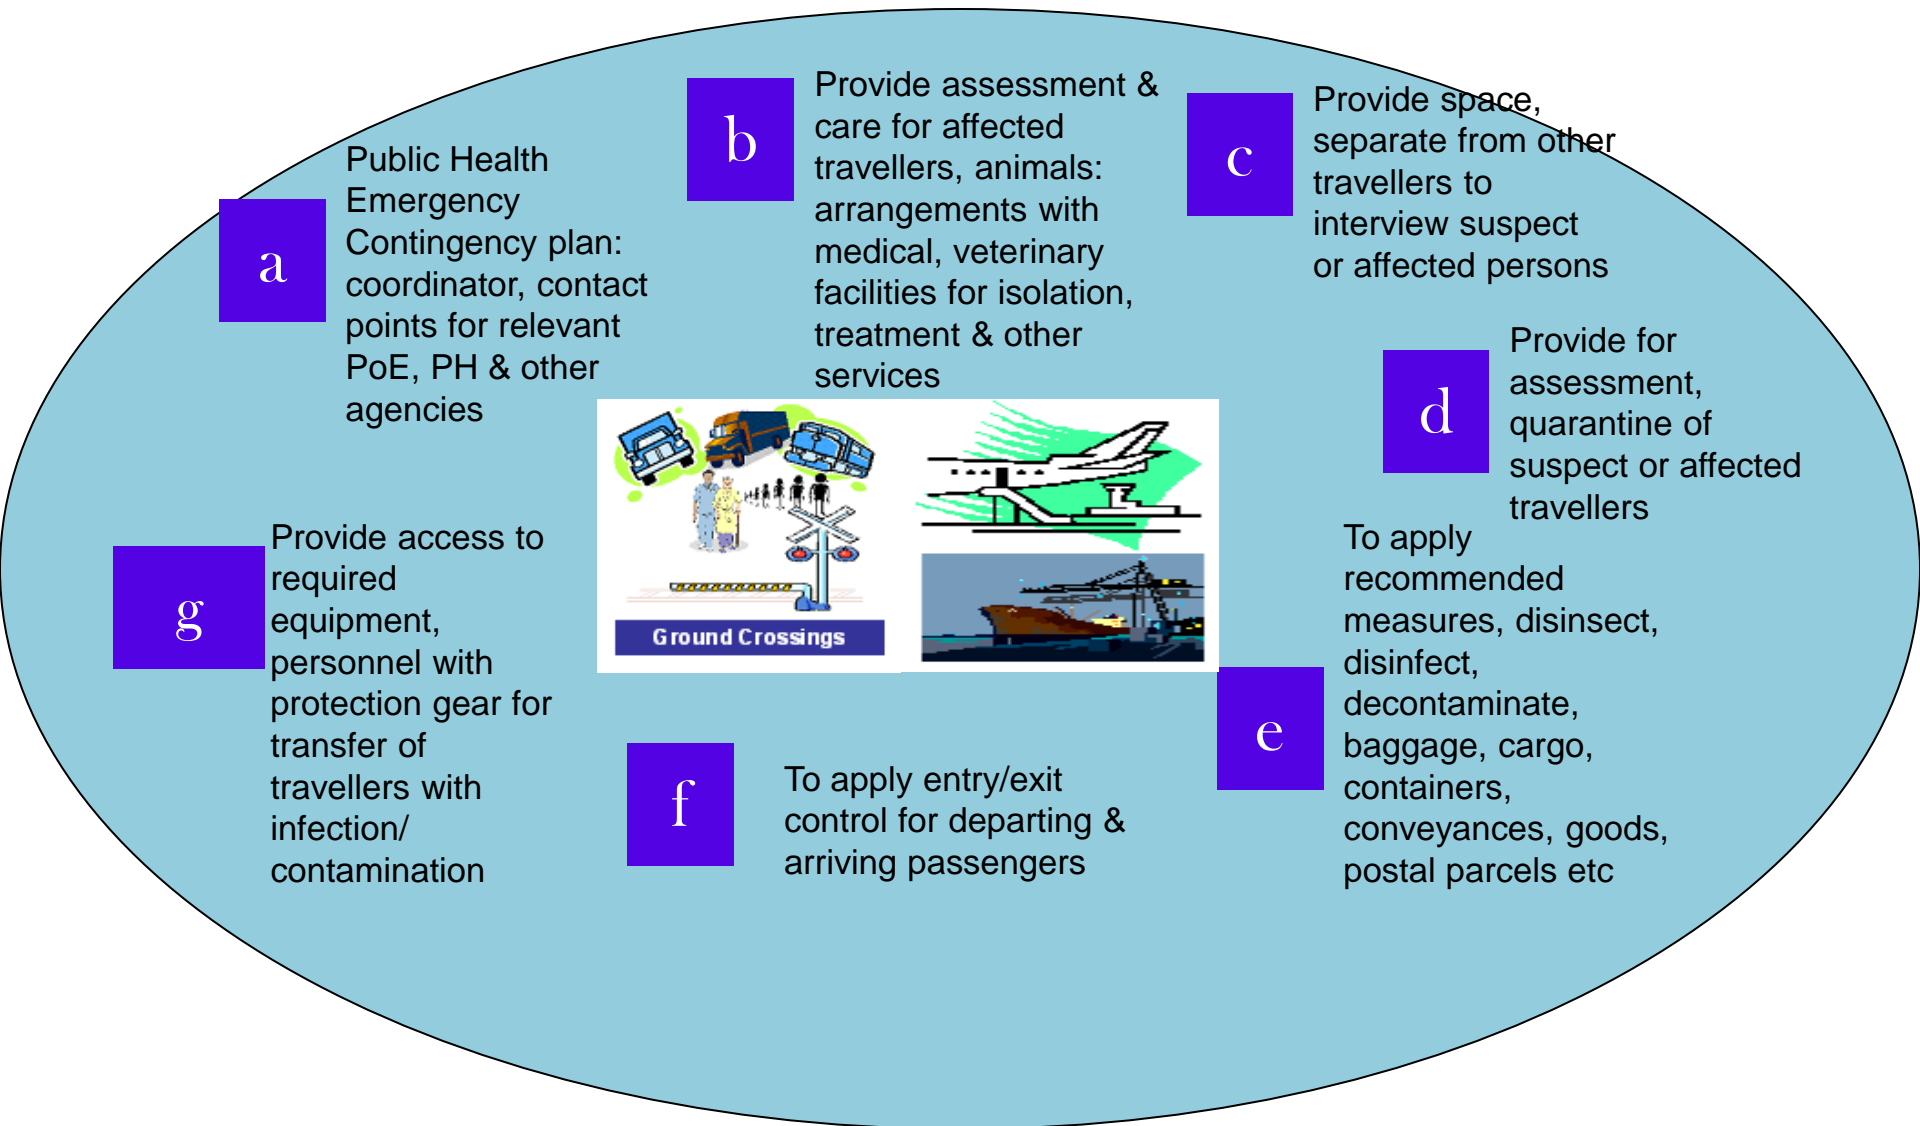 a
Public Health
Emergency
Contingency plan:
coordinator, contact
points for relevant
PoE, PH & other
agencies
b
Provide assessment &
care for affected
travellers, animals:
arrangements with
medical, veterinary
facilities for isolation,
treatment & other
services
c
Provide space,
separate from other
travellers to
interview suspect
or affected persons
d
Provide for
assessment,
quarantine of
suspect or affected
travellers
e
To apply
recommended
measures, disinsect,
disinfect,
decontaminate,
baggage, cargo,
containers,
conveyances, goods,
postal parcels etc
f
To apply entry/exit
control for departing &
arriving passengers
g
Provide access to
required
equipment,
personnel with
protection gear for
transfer of
travellers with
infection/
contamination
Ground Crossings